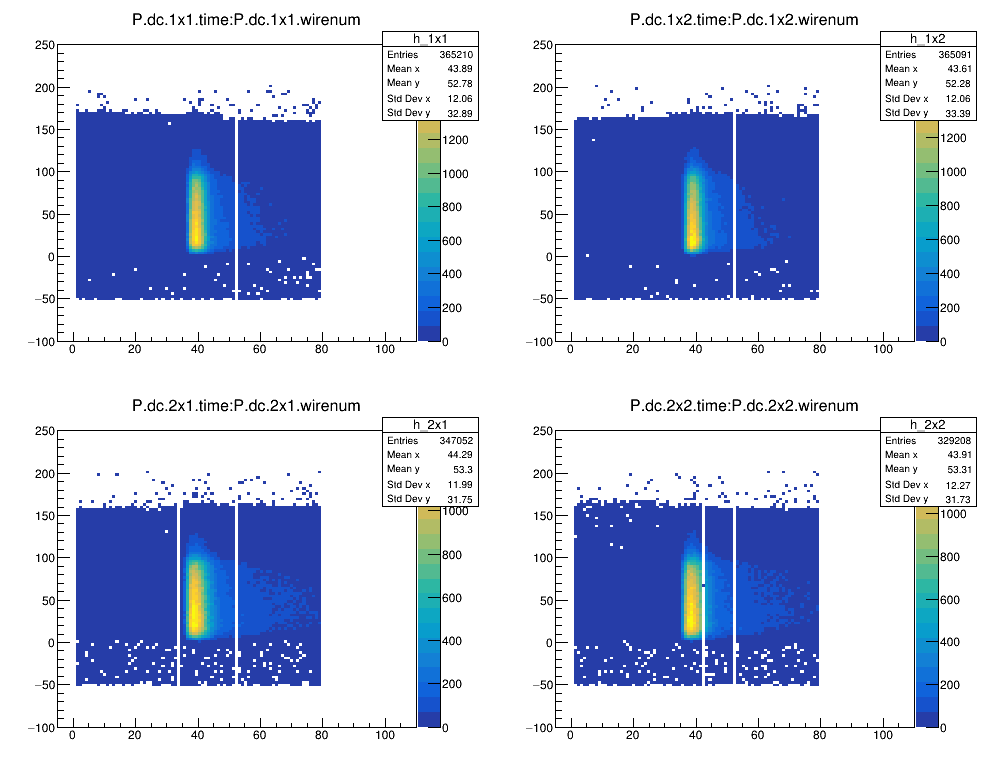 P.dc.1x1.time:P.dc.1x1.wirenum
h_1x1
Entries 365210
Mean x 43.89
Mean y 52.78
Std Dev x 12.06
Std Dev y 32.89
250
200
150
100
50
0
−50
−100
0 20 40 60 80 100
1200
1000
800
600
400
200
0
P.dc.1x2.time:P.dc.1x2.wirenum
h_1x2
Entries 365091
Mean x 43.61
Mean y 52.28
Std Dev x 12.06
Std Dev y 33.39
250
200
150
100
50
0
−50
−100
0 20 40 60 80 100
1200
1000
800
600
400
200
0
P.dc.2x1.time:P.dc.2x1.wirenum
h_2x1
Entries 347052
Mean x 44.29
Mean y 53.3
Std Dev x 11.99
Std Dev y 31.75
250
200
150
100
50
0
−50
−100
0 20 40 60 80 100
1000
800
600
400
200
0
P.dc.2x2.time:P.dc.2x2.wirenum
h_2x2
Entries 329208
Mean x 43.91
Mean y 53.31
Std Dev x 12.27
Std Dev y 31.73
250
200
150
100
50
0
−50
−100
0 20 40 60 80 100
1000
800
600
400
200
0